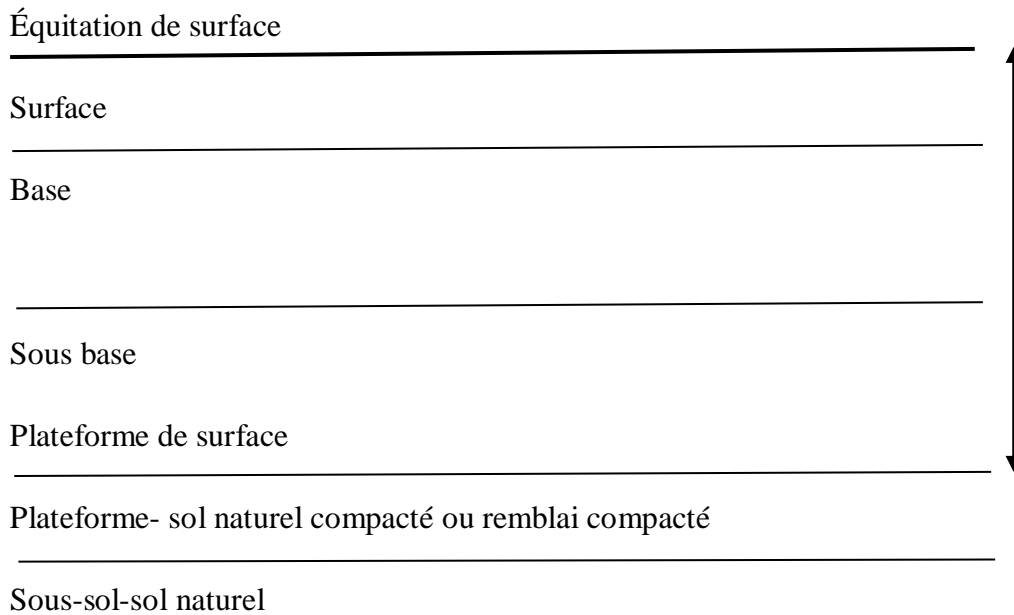 Équitation de surface
Surface
Base
Sous base
Plateforme de surface
Plateforme- sol naturel compacté ou remblai compacté
Sous-sol-sol naturel